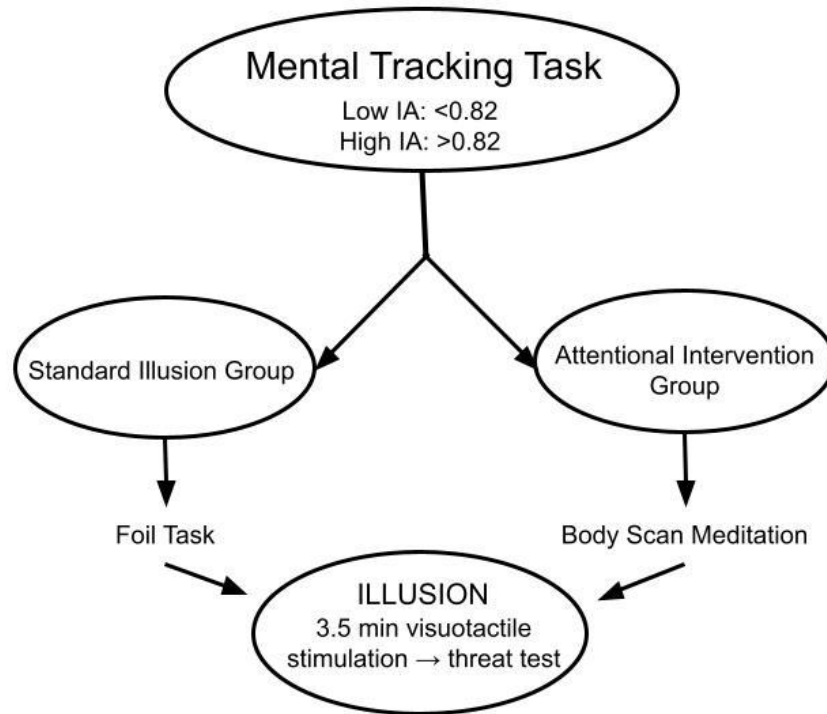 Mental Tracking Task
Low IA: <0.82
High IA: >0.82
Standard Illusion Group
Attentional Intervention
Group
Foil Task
Body Scan Meditation
ILLUSION
3.5 min visuotactile
stimulation → threat test